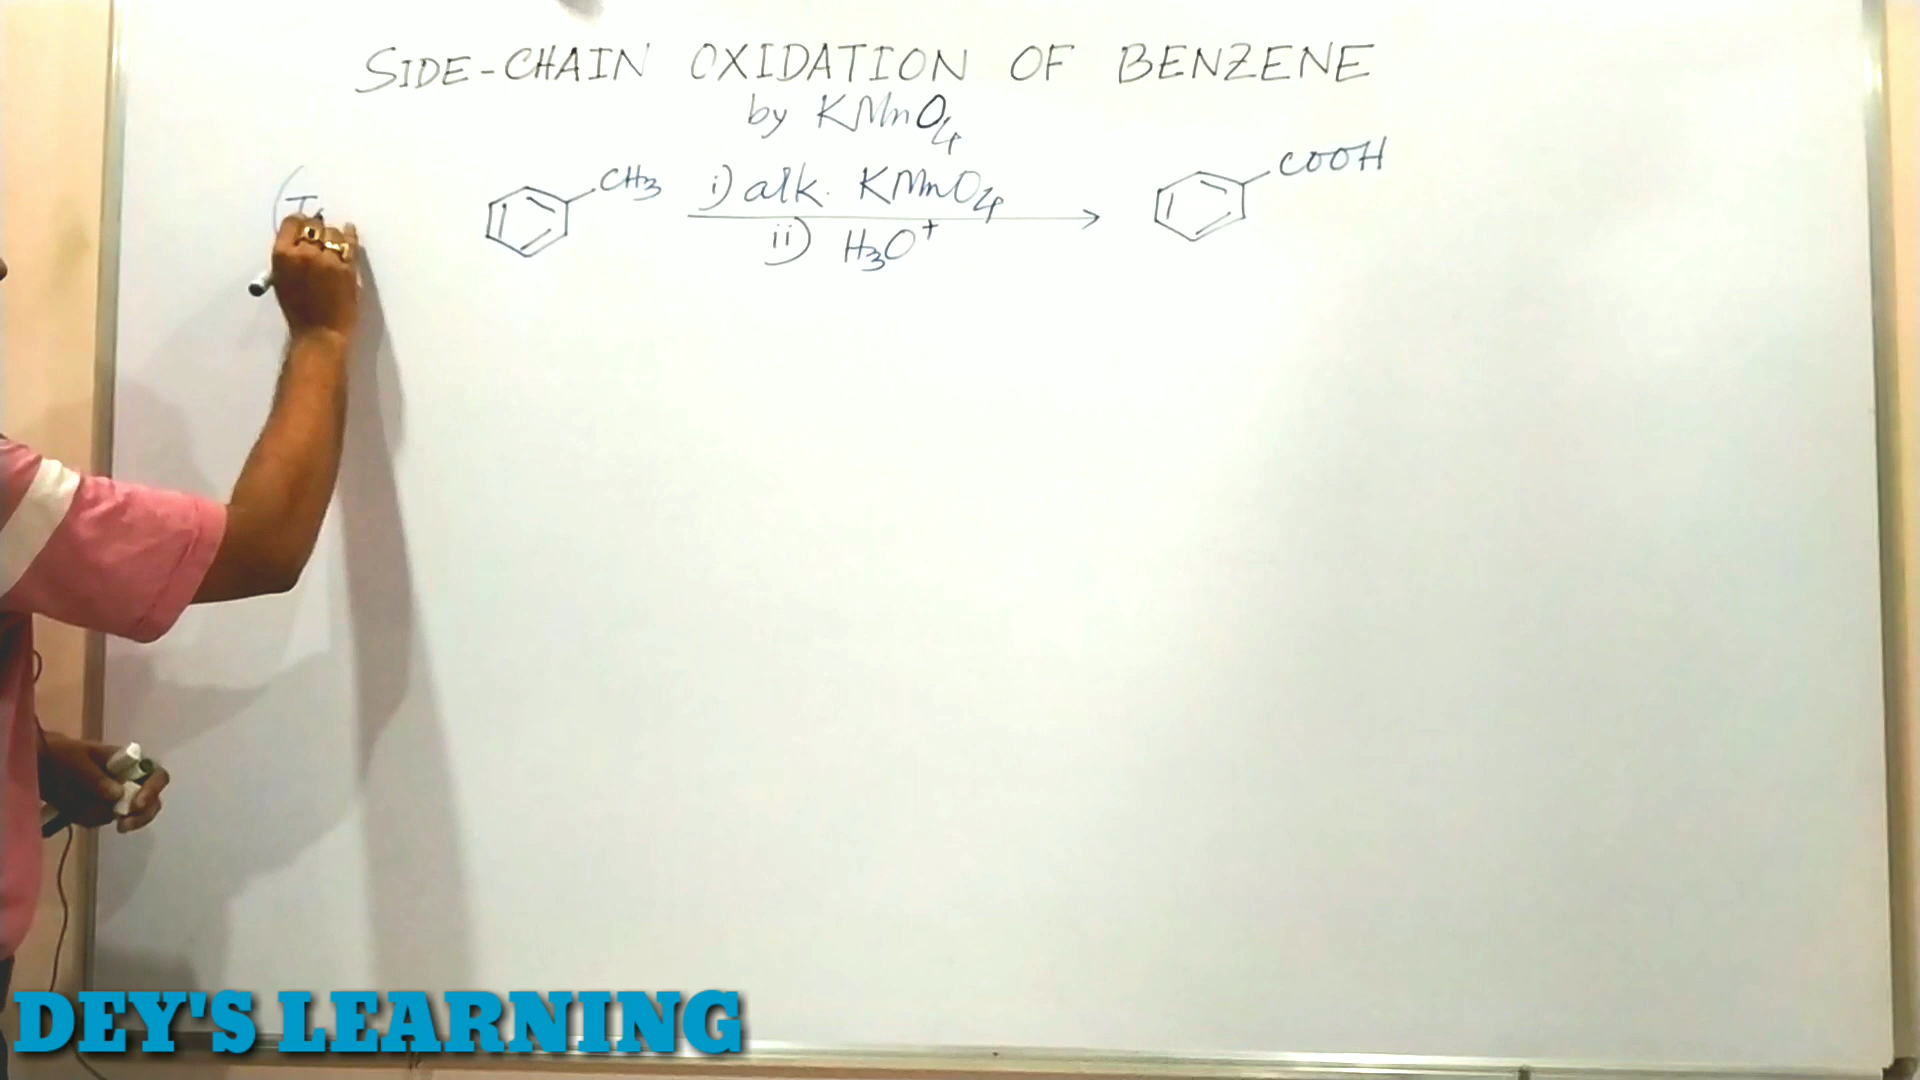 SIDE-CHAIN OXIDATION OF BENZENE
by KMnO4
CH3 i) alk. KMnO4 COOH
ii) H3O+
DEY'S LEARNING